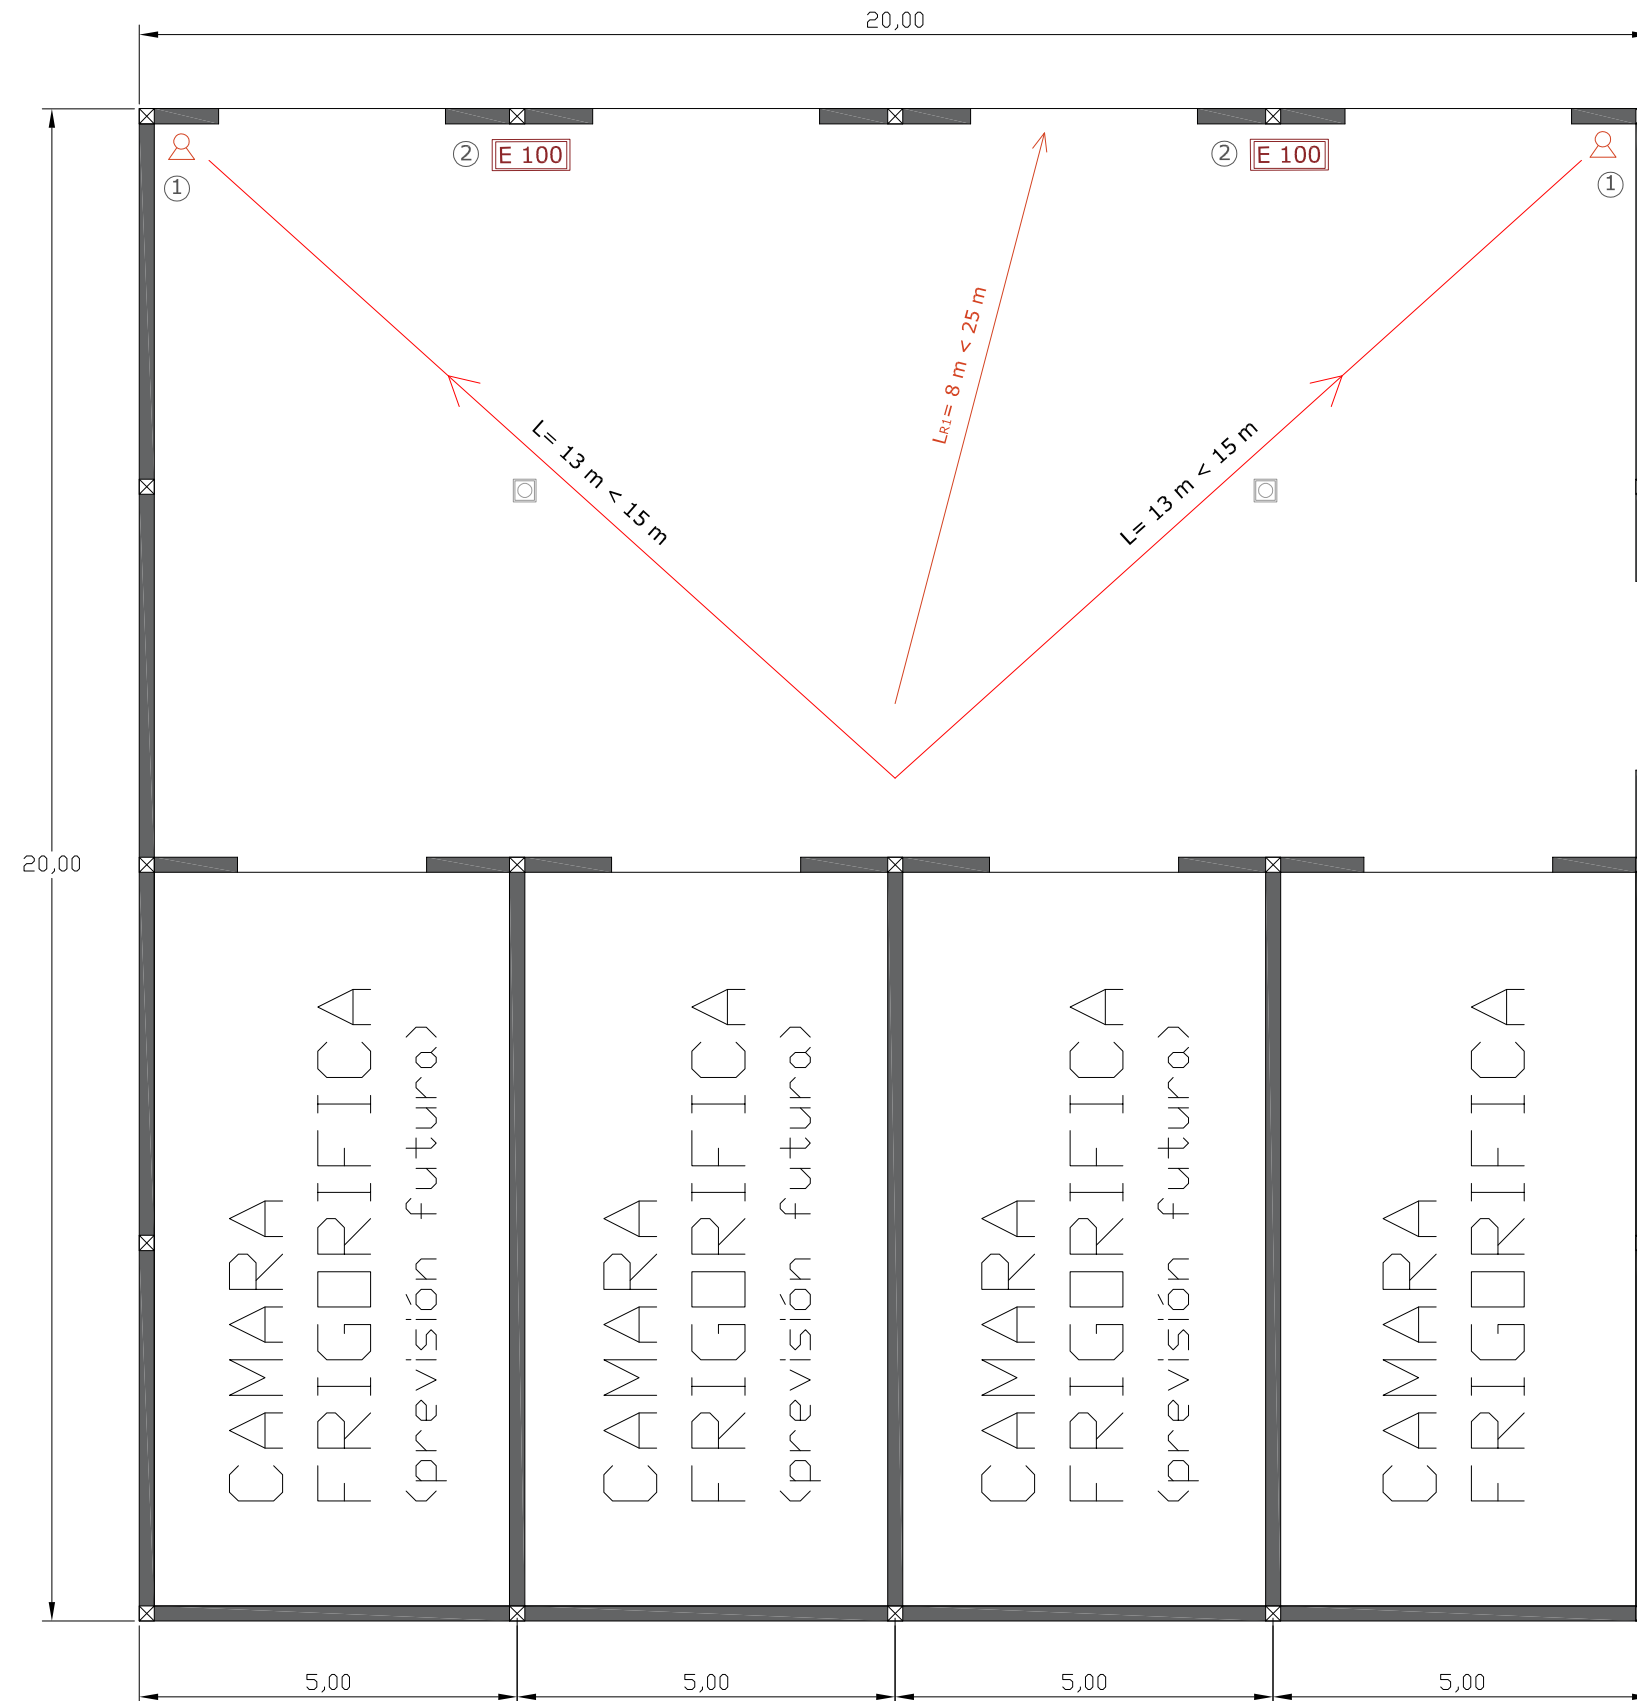 20,00
② E 100
② E 100
①
①
LR1= 8 m < 25 m
L= 13 m < 15 m
L= 13 m < 15 m
20,00
CAMARA
FRIGORIFICA
(previsión futura)
CAMARA
FRIGORIFICA
(previsión futura)
CAMARA
FRIGORIFICA
(previsión futura)
CAMARA
FRIGORIFICA
5,00
5,00
5,00
5,00